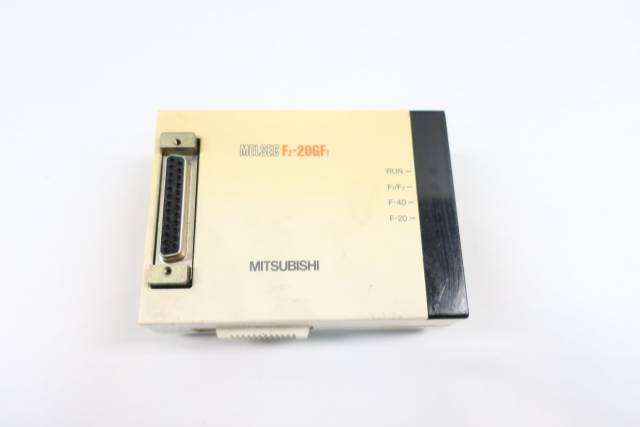 MELSEC F₂-20GF₁
RUN
F₁/F₂
F-40
F-20
MITSUBISHI